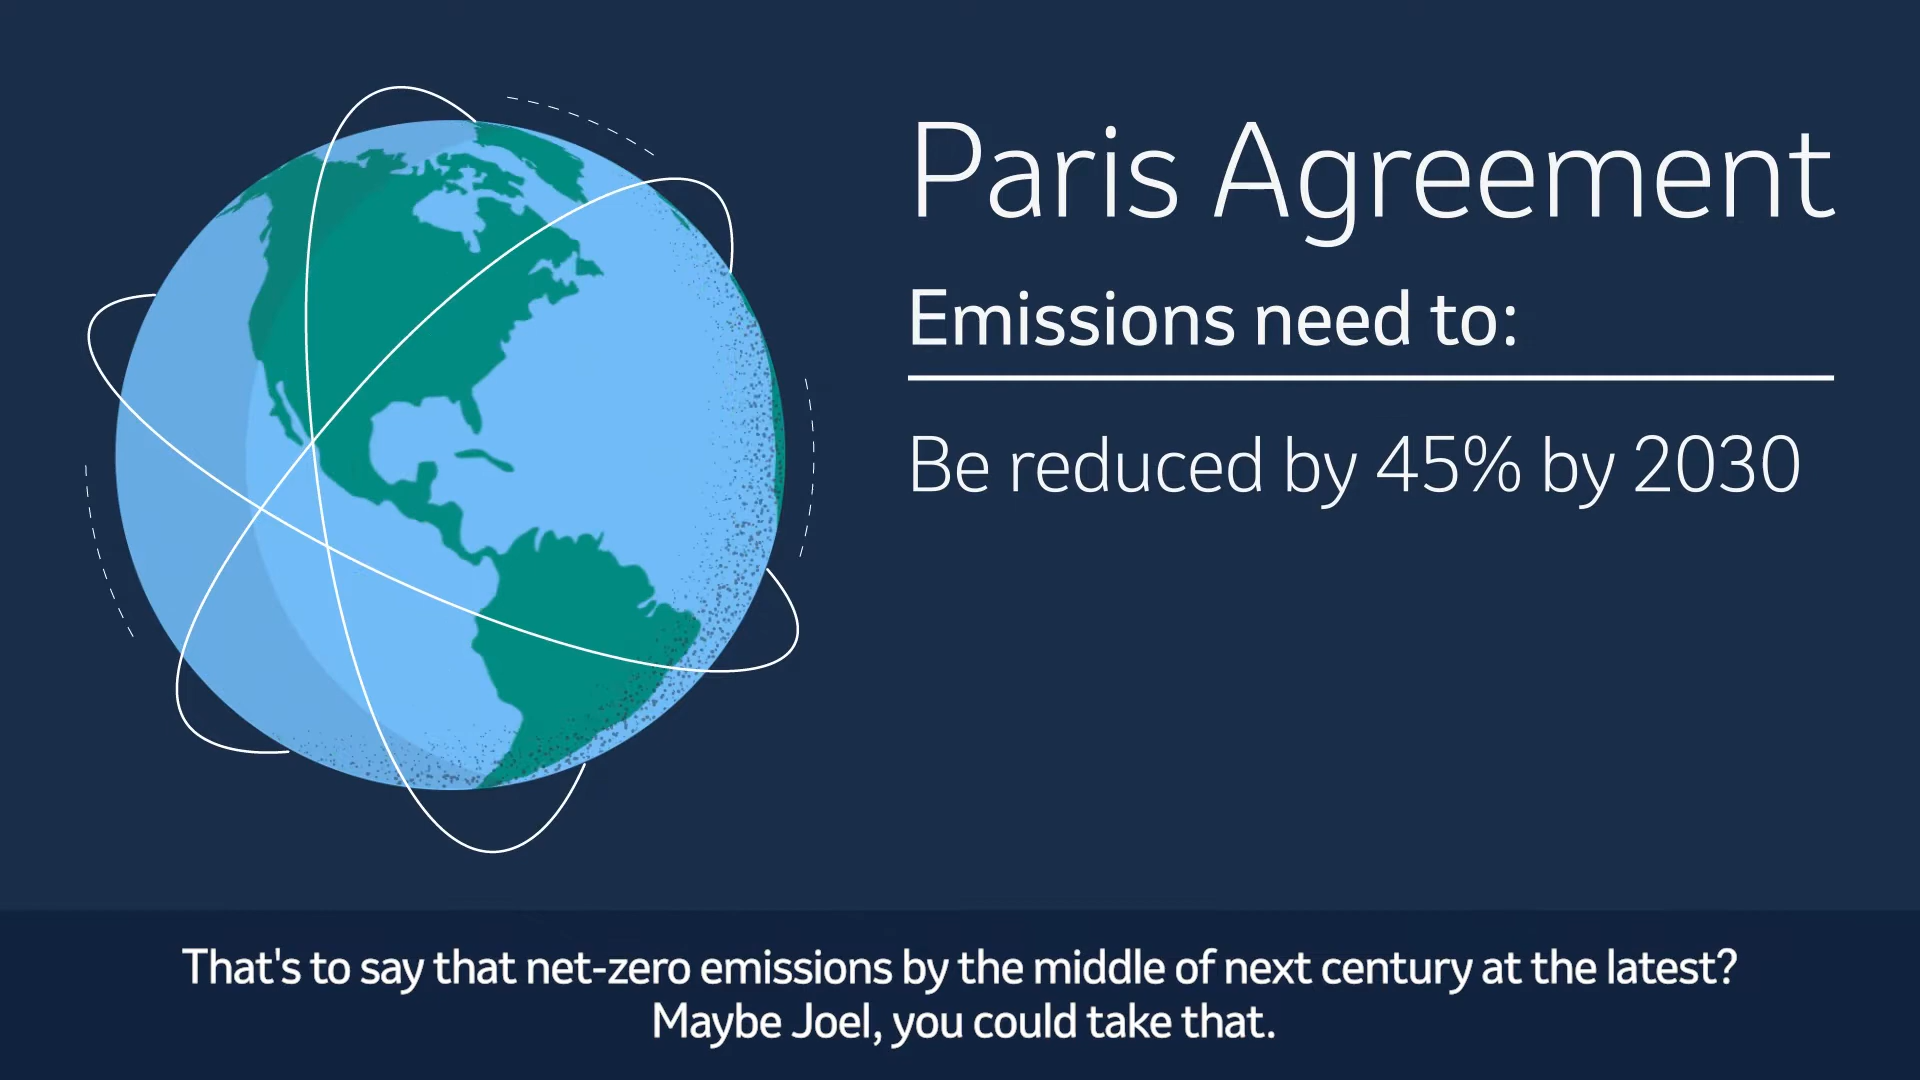 Paris Agreement
Emissions need to:
Be reduced by 45% by 2030
That's to say that net-zero emissions by the middle of next century at the latest?
Maybe Joel, you could take that.